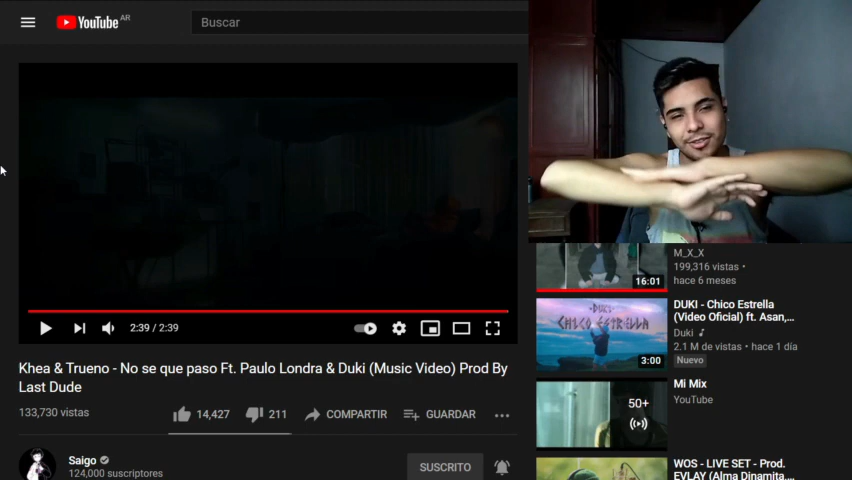 YouTube AR
Buscar
2:39 / 2:39
Khea & Trueno - No se que paso Ft. Paulo Londra & Duki (Music Video) Prod By
Last Dude
133,730 vistas
14,427
211
COMPARTIR
GUARDAR
Saigo
124,000 suscriptores
SUSCRITO
M_X_X
199,316 vistas •
hace 6 meses
16:01
DUKI
CHICO ESTRELLA
3:00
DUKI - Chico Estrella
(Video Oficial) ft. Asan,...
Duki
2.1 M de vistas • hace 1 día
Nuevo
50+
Mi Mix
YouTube
WOS - LIVE SET - Prod.
EVLAY (Alma Dinamita,...